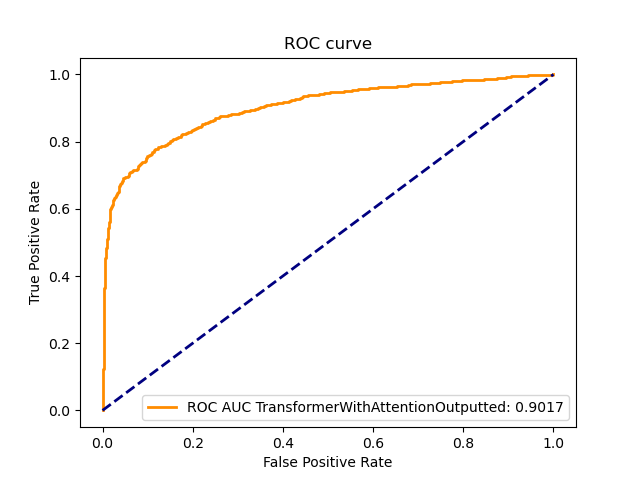 ROC curve
True Positive Rate
1.0
0.8
0.6
0.4
0.2
0.0
ROC AUC TransformerWithAttentionOutputted: 0.9017
0.0 0.2 0.4 0.6 0.8 1.0
False Positive Rate